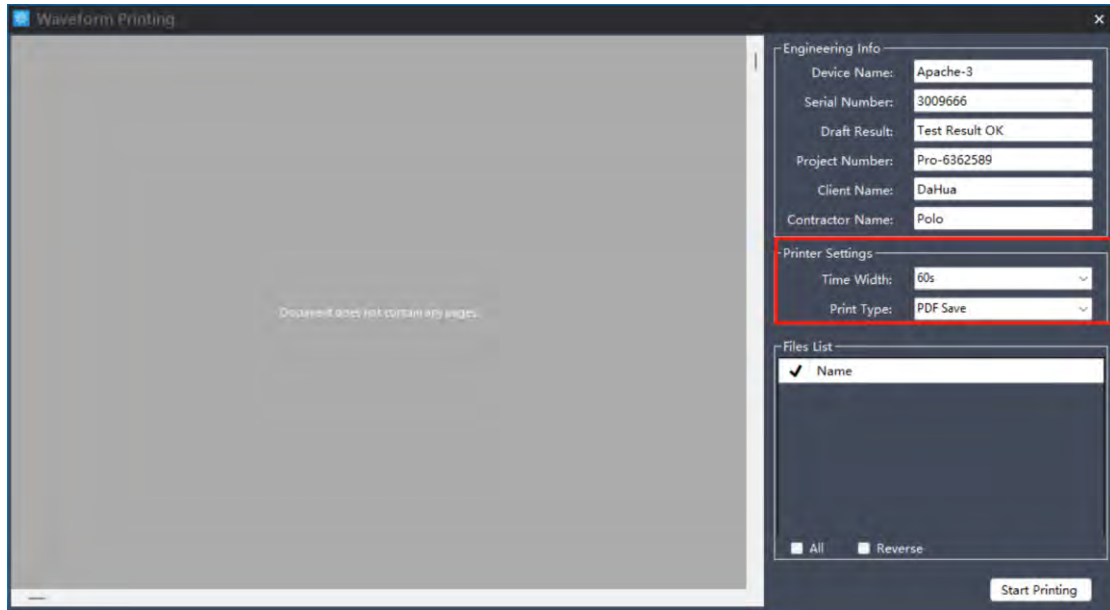 Waveform Printing
Document does not contain any pages.
Engineering Info
Device Name: Apache-3
Serial Number: 3009666
Draft Result: Test Result OK
Project Number: Pro-6362589
Client Name: DaHua
Contractor Name: Polo
Printer Settings
Time Width: 60s
Print Type: PDF Save
Files List
Name
All Reverse
Start Printing